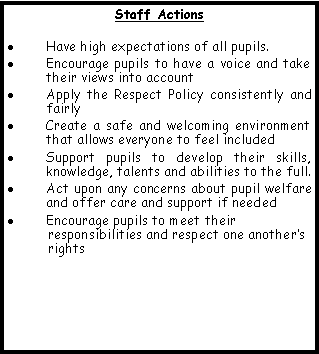 Staff Actions
● Have high expectations of all pupils.
● Encourage pupils to have a voice and take
their views into account
● Apply the Respect Policy consistently and
fairly
● Create a safe and welcoming environment
that allows everyone to feel included
● Support pupils to develop their skills,
knowledge, talents and abilities to the full.
● Act upon any concerns about pupil welfare
and offer care and support if needed
● Encourage pupils to meet their
responsibilities and respect one another's
rights